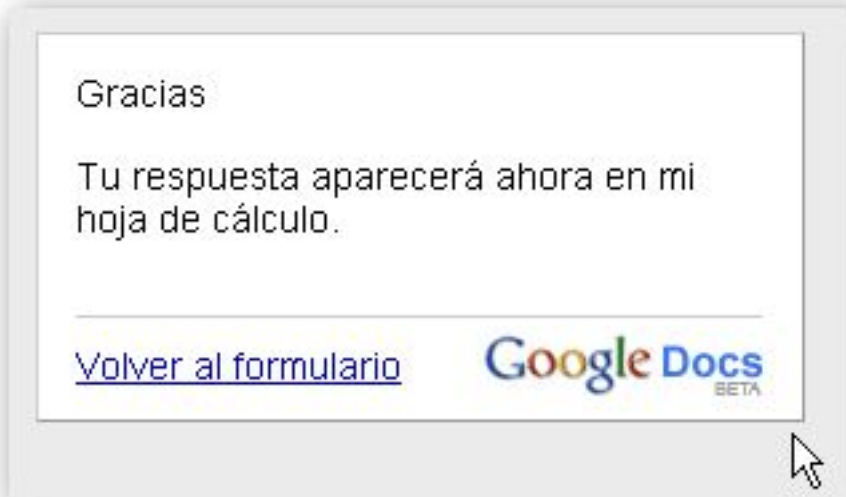 Gracias
Tu respuesta aparecerá ahora en mi
hoja de cálculo.
Volver al formulario
Google Docs
BETA